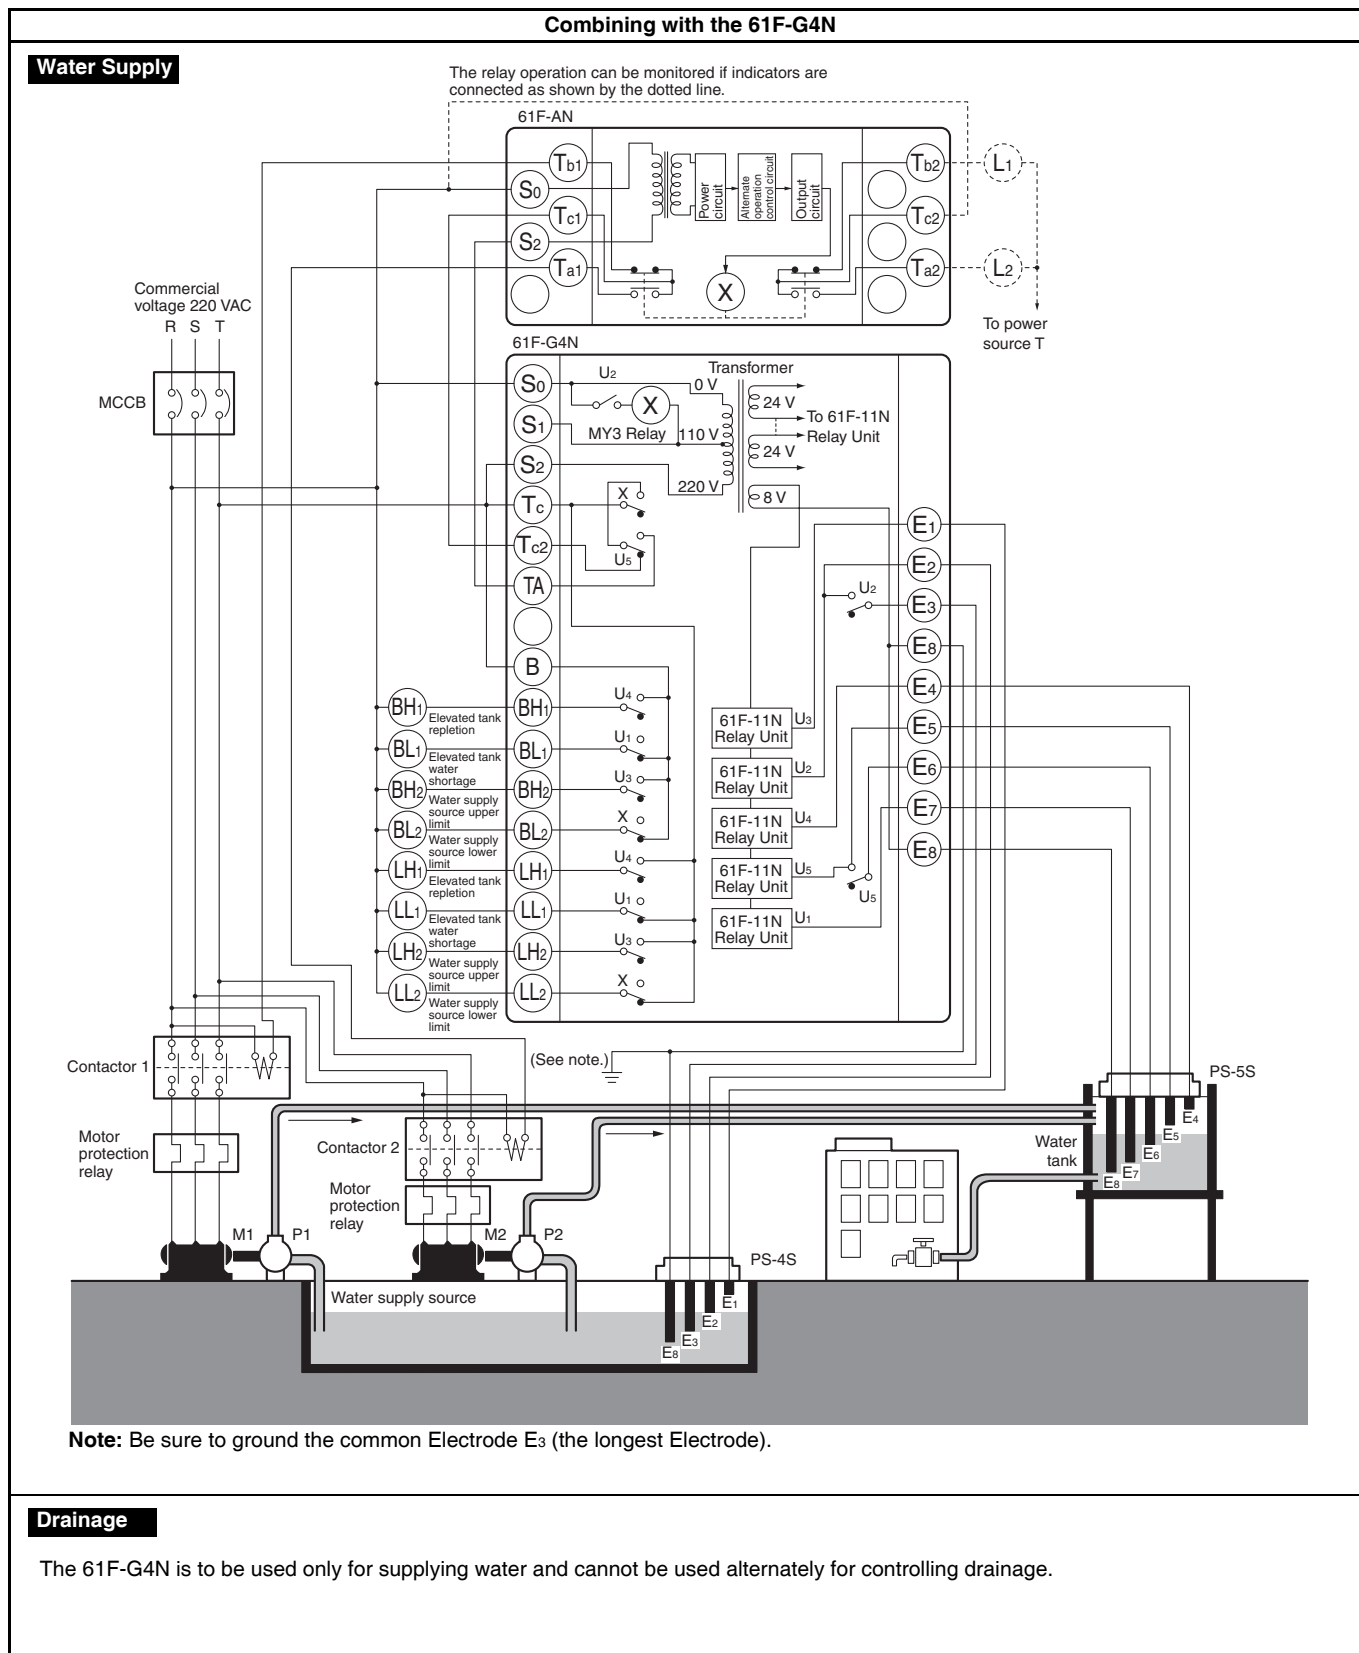 Combining with the 61F-G4N
Water Supply
The relay operation can be monitored if indicators are
connected as shown by the dotted line.
61F-AN
Tb1
S0
Tc1
S2
Ta1
Power
circuit
Alternate
operation
control circuit
Output
circuit
X
Tb2
Tc2
Ta2
L1
L2
To power
source T
Commercial
voltage 220 VAC
R S T
MCCB
61F-G4N
S0
S1
S2
Tc
Tc2
TA
B
BH1
BL1
BH2
BL2
LH1
LL1
LH2
LL2
U2
X
MY3 Relay
Transformer
0 V
110 V
220 V
24 V
24 V
8 V
To 61F-11N
Relay Unit
X
U5
U4
U1
U3
X
U4
U1
U3
X
BH1
Elevated tank
repletion
BL1
Elevated tank
water
shortage
BH2
Water supply
source upper
limit
BL2
Water supply
source lower
limit
LH1
Elevated tank
repletion
LL1
Elevated tank
water
shortage
LH2
Water supply
source upper
limit
LL2
Water supply
source lower
limit
61F-11N
Relay Unit
U3
61F-11N
Relay Unit
U2
61F-11N
Relay Unit
U4
61F-11N
Relay Unit
U5
61F-11N
Relay Unit
U1
U2
U5
E1
E2
E3
E8
E4
E5
E6
E7
E8
Contactor 1
(See note.)
PS-5S
Motor
protection
relay
Contactor 2
Motor
protection
relay
Water
tank
E4
E5
E6
E7
E8
M1
P1
M2
P2
PS-4S
Water supply source
E1
E2
E3
E8
Note: Be sure to ground the common Electrode E3 (the longest Electrode).
Drainage
The 61F-G4N is to be used only for supplying water and cannot be used alternately for controlling drainage.